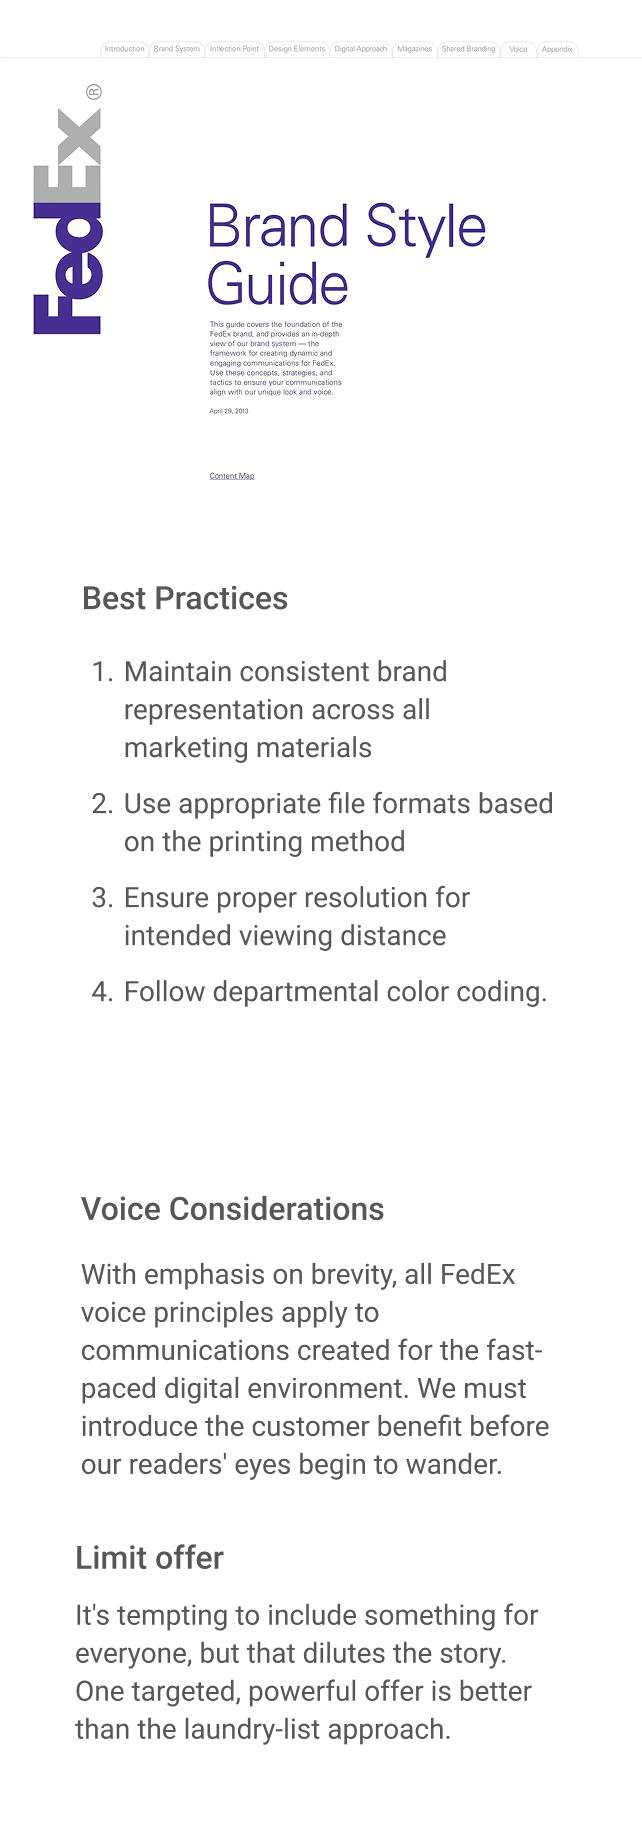 Introduction Brand System Inflection Point Design Elements Digital Approach Magazines Shared Branding Voice Appendix
FedEx®
Brand Style
Guide
This guide covers the foundation of the
FedEx brand, and provides an in-depth
view of our brand system — the
framework for creating dynamic and
engaging communications for FedEx.
Use these concepts, strategies, and
tactics to ensure your communications
align with our unique look and voice.
April 29, 2013
Content Map
Best Practices
1. Maintain consistent brand
representation across all
marketing materials
2. Use appropriate file formats based
on the printing method
3. Ensure proper resolution for
intended viewing distance
4. Follow departmental color coding.
Voice Considerations
With emphasis on brevity, all FedEx
voice principles apply to
communications created for the fast-
paced digital environment. We must
introduce the customer benefit before
our readers' eyes begin to wander.
Limit offer
It's tempting to include something for
everyone, but that dilutes the story.
One targeted, powerful offer is better
than the laundry-list approach.